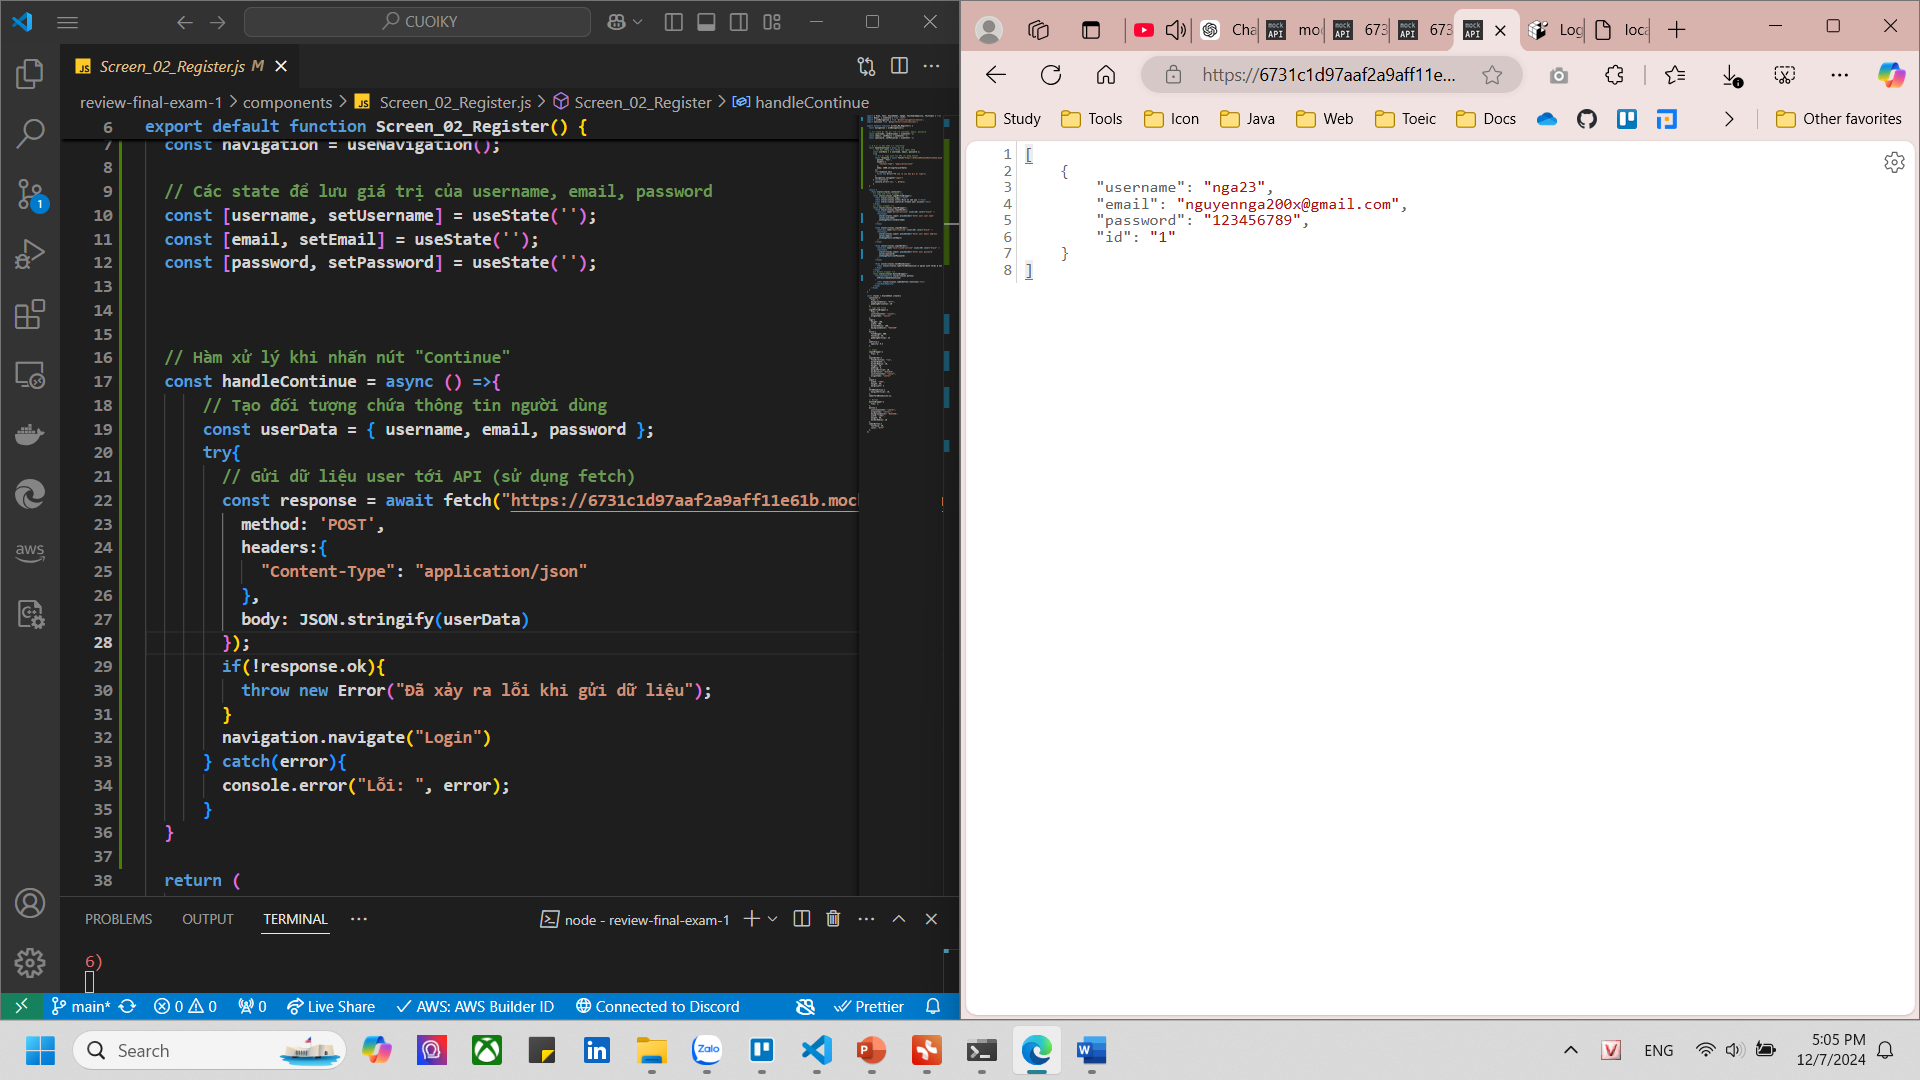 CUOIKY
Screen_02_Register.js M
review-final-exam-1 > components > Screen_02_Register.js > Screen_02_Register > handleContinue
6 export default function Screen_02_Register() {
7 const navigation = useNavigation();
8
9 // Các state để lưu giá trị của username, email, password
10 const [username, setUsername] = useState('');
11 const [email, setEmail] = useState('');
12 const [password, setPassword] = useState('');
13
14
15
16 // Hàm xử lý khi nhấn nút "Continue"
17 const handleContinue = async () =>{
18 // Tạo đối tượng chứa thông tin người dùng
19 const userData = { username, email, password };
20 try{
21 // Gửi dữ liệu user tới API (sử dụng fetch)
22 const response = await fetch("https://6731c1d97aaf2a9aff11e61b.moc
23 method: 'POST',
24 headers:{
25 "Content-Type": "application/json"
26 },
27 body: JSON.stringify(userData)
28 });
29 if(!response.ok){
30 throw new Error("Đã xảy ra lỗi khi gửi dữ liệu");
31 }
32 navigation.navigate("Login")
33 } catch(error){
34 console.error("Lỗi: ", error);
35 }
36 }
37
38 return (
PROBLEMS OUTPUT TERMINAL
node - review-final-exam-1
6)
main* 0 0 0 Live Share AWS: AWS Builder ID Connected to Discord Prettier
1
aws
Cha mo 673 673 Log loca
mock API
mock API
mock API
mock API
https://6731c1d97aaf2a9aff11e...
Study Tools Icon Java Web Toeic Docs Other favorites
1 [
2 {
3 "username": "nga23",
4 "email": "nguyennga200x@gmail.com",
5 "password": "123456789",
6 "id": "1"
7 }
8 ]
Search
Zalo
ENG
5:05 PM
12/7/2024